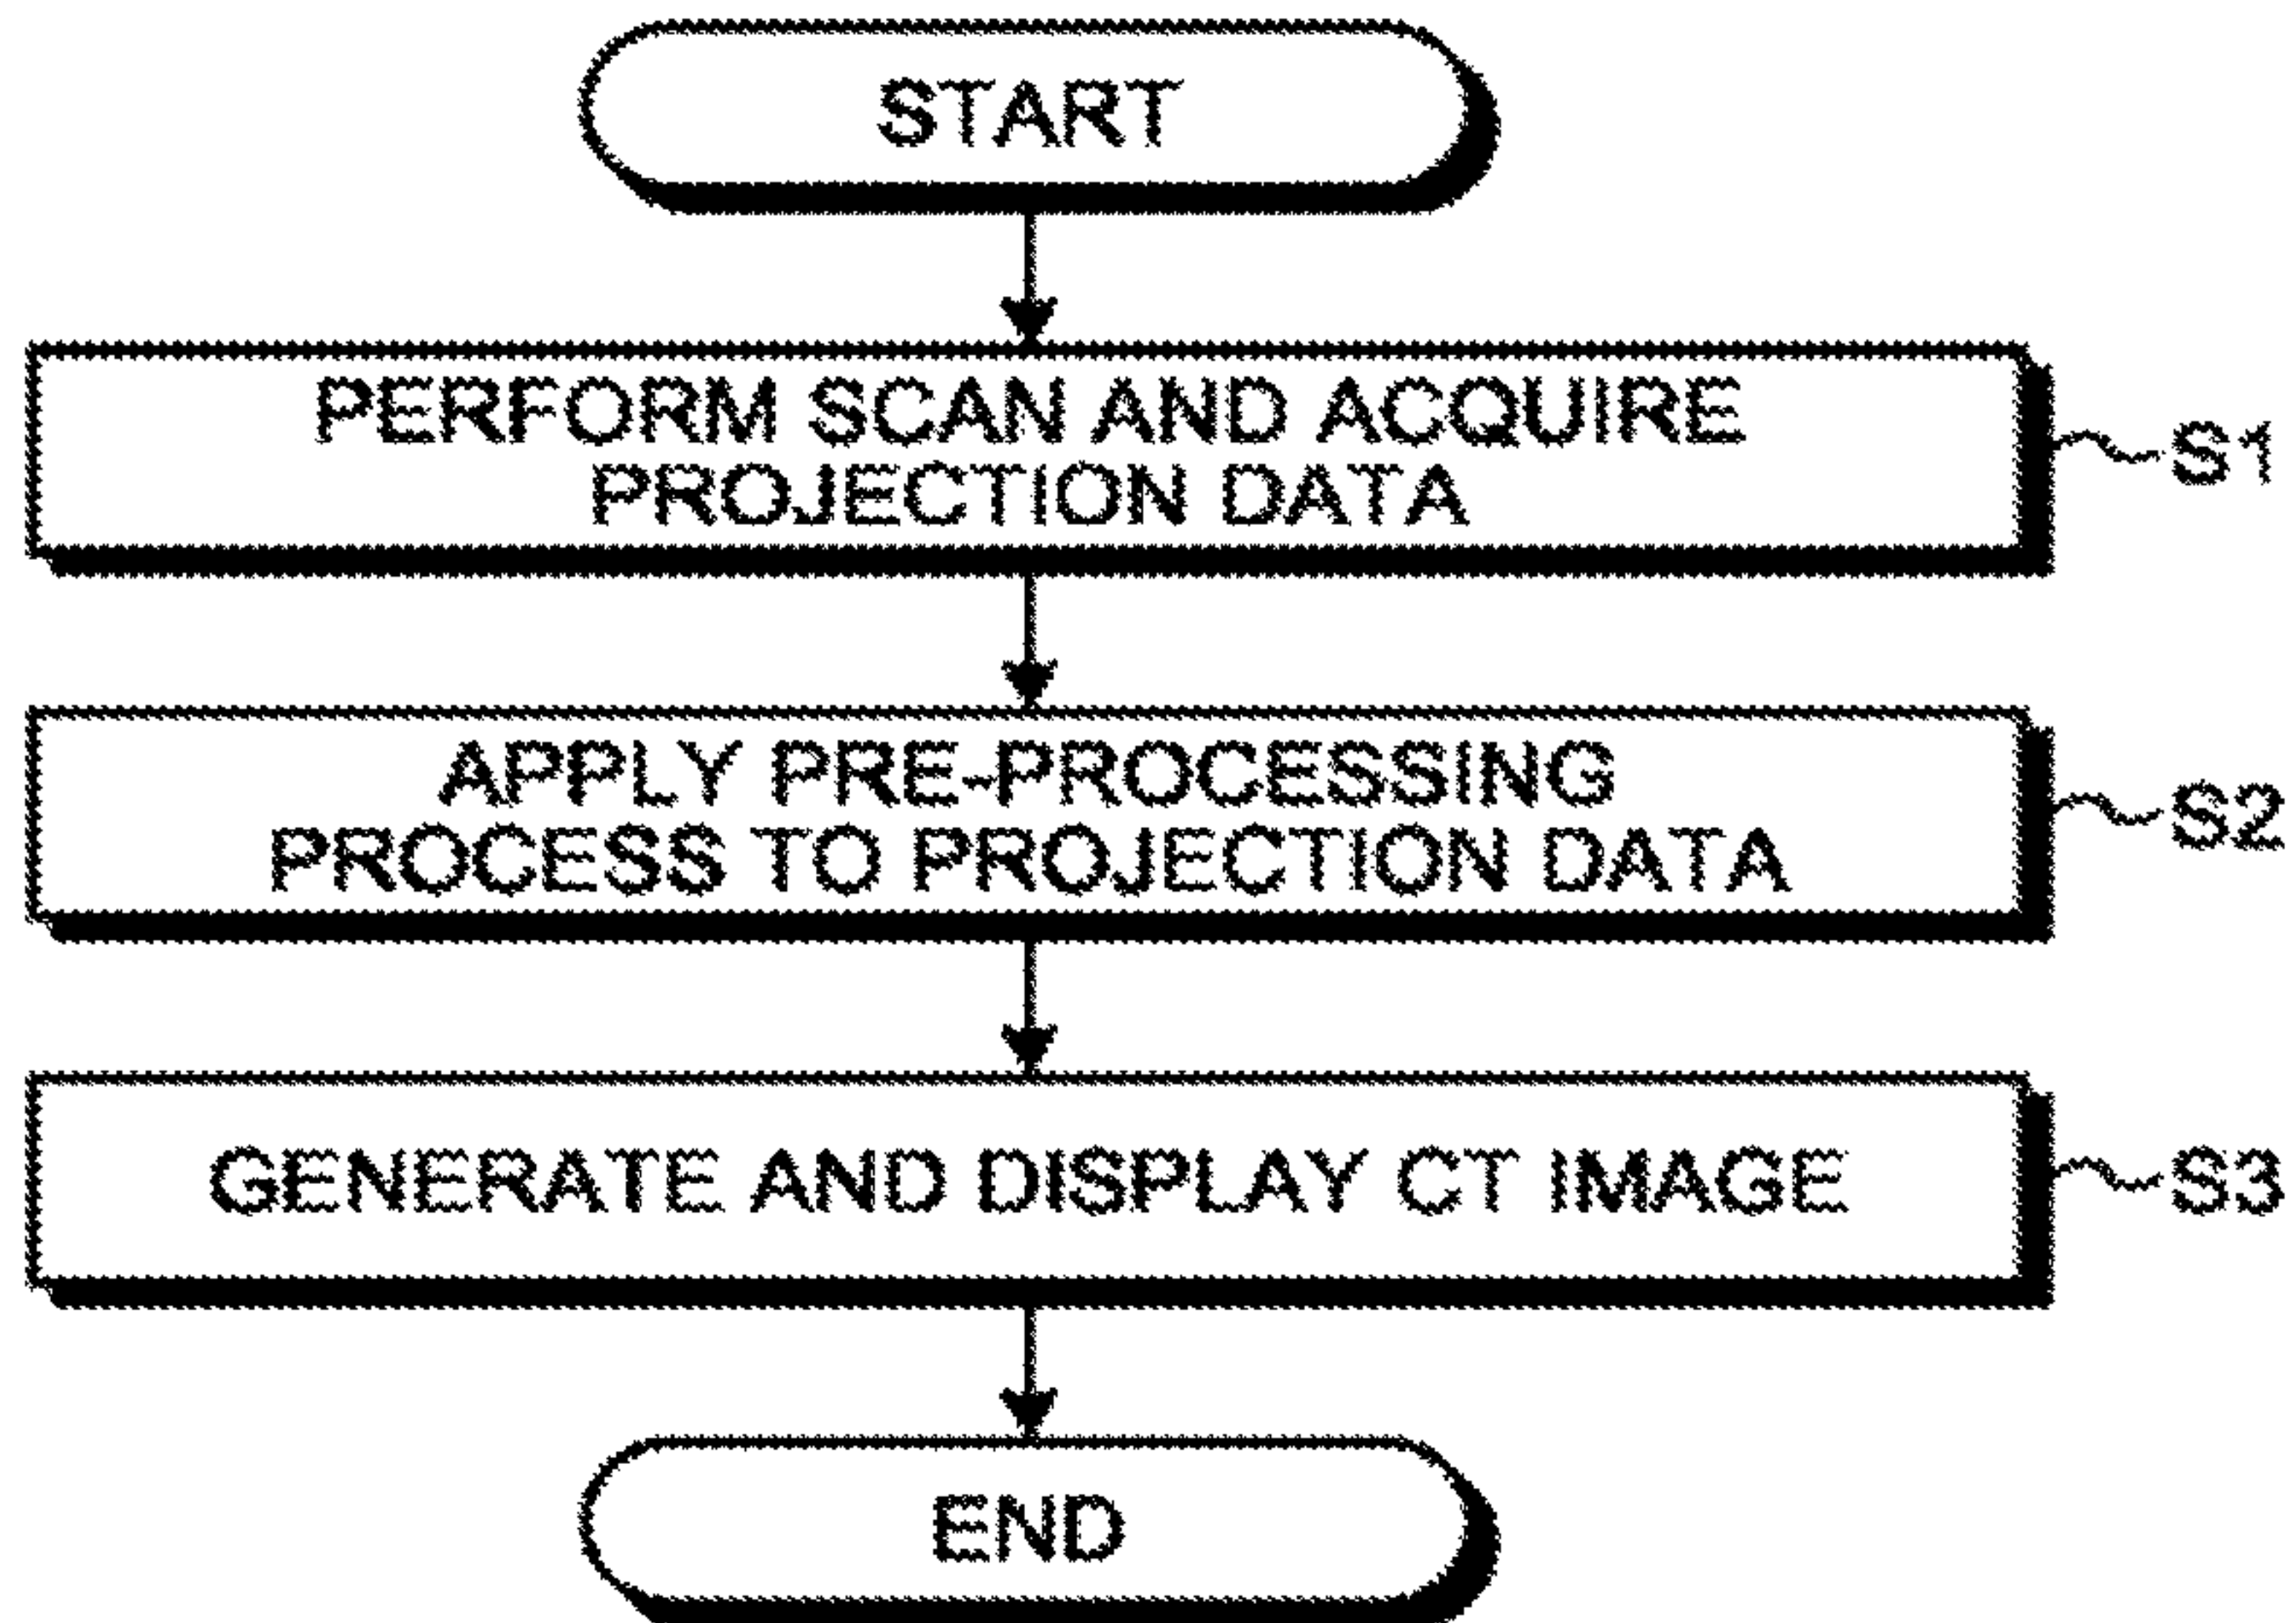 START
PERFORM SCAN AND ACQUIRE
PROJECTION DATA
S1
APPLY PRE-PROCESSING
PROCESS TO PROJECTION DATA
S2
GENERATE AND DISPLAY CT IMAGE
S3
END